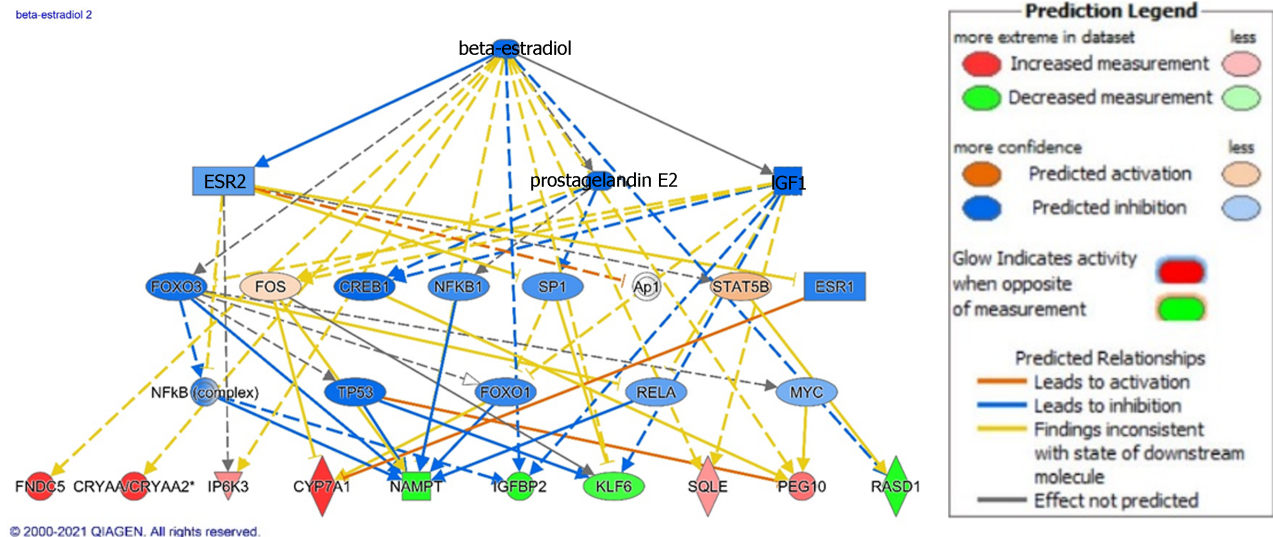 beta-estradiol 2
beta-estradiol
ESR2
prostagelandin E2
IGF1
FOXO3
FOS
CREB1
NFKB1
SP1
Ap1
STAT5B
ESR1
NFkB (complex)
TP53
FOXO1
RELA
MYC
FNDC5
CRYAA/CRYAA2*
IP6K3
CYP7A1
NAMPT
IGFBP2
KLF6
SQLE
PEG10
RASD1
© 2000-2021 QIAGEN. All rights reserved.
Prediction Legend
more extreme in dataset less
Increased measurement
Decreased measurement
more confidence less
Predicted activation
Predicted inhibition
Glow Indicates activity
when opposite
of measurement
Predicted Relationships
Leads to activation
Leads to inhibition
Findings inconsistent
with state of downstream
molecule
Effect not predicted